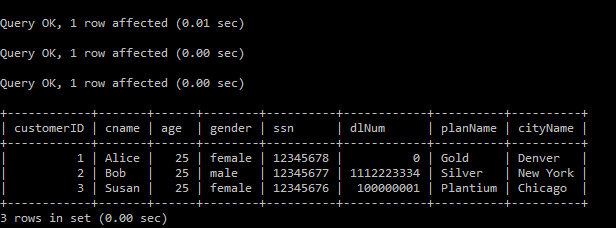 Query OK, 1 row affected (0.01 sec)
Query OK, 1 row affected (0.00 sec)
Query OK, 1 row affected (0.00 sec)
+------------+-------+------+--------+----------+------------+----------+----------+
| customerID | cname | age  | gender | ssn      | dlNum      | planName | cityName |
+------------+-------+------+--------+----------+------------+----------+----------+
|          1 | Alice |   25 | female | 12345678 |          0 | Gold     | Denver   |
|          2 | Bob   |   25 | male   | 12345677 | 1112223334 | Silver   | New York |
|          3 | Susan |   25 | female | 12345676 |  100000001 | Plantium | Chicago  |
+------------+-------+------+--------+----------+------------+----------+----------+
3 rows in set (0.00 sec)